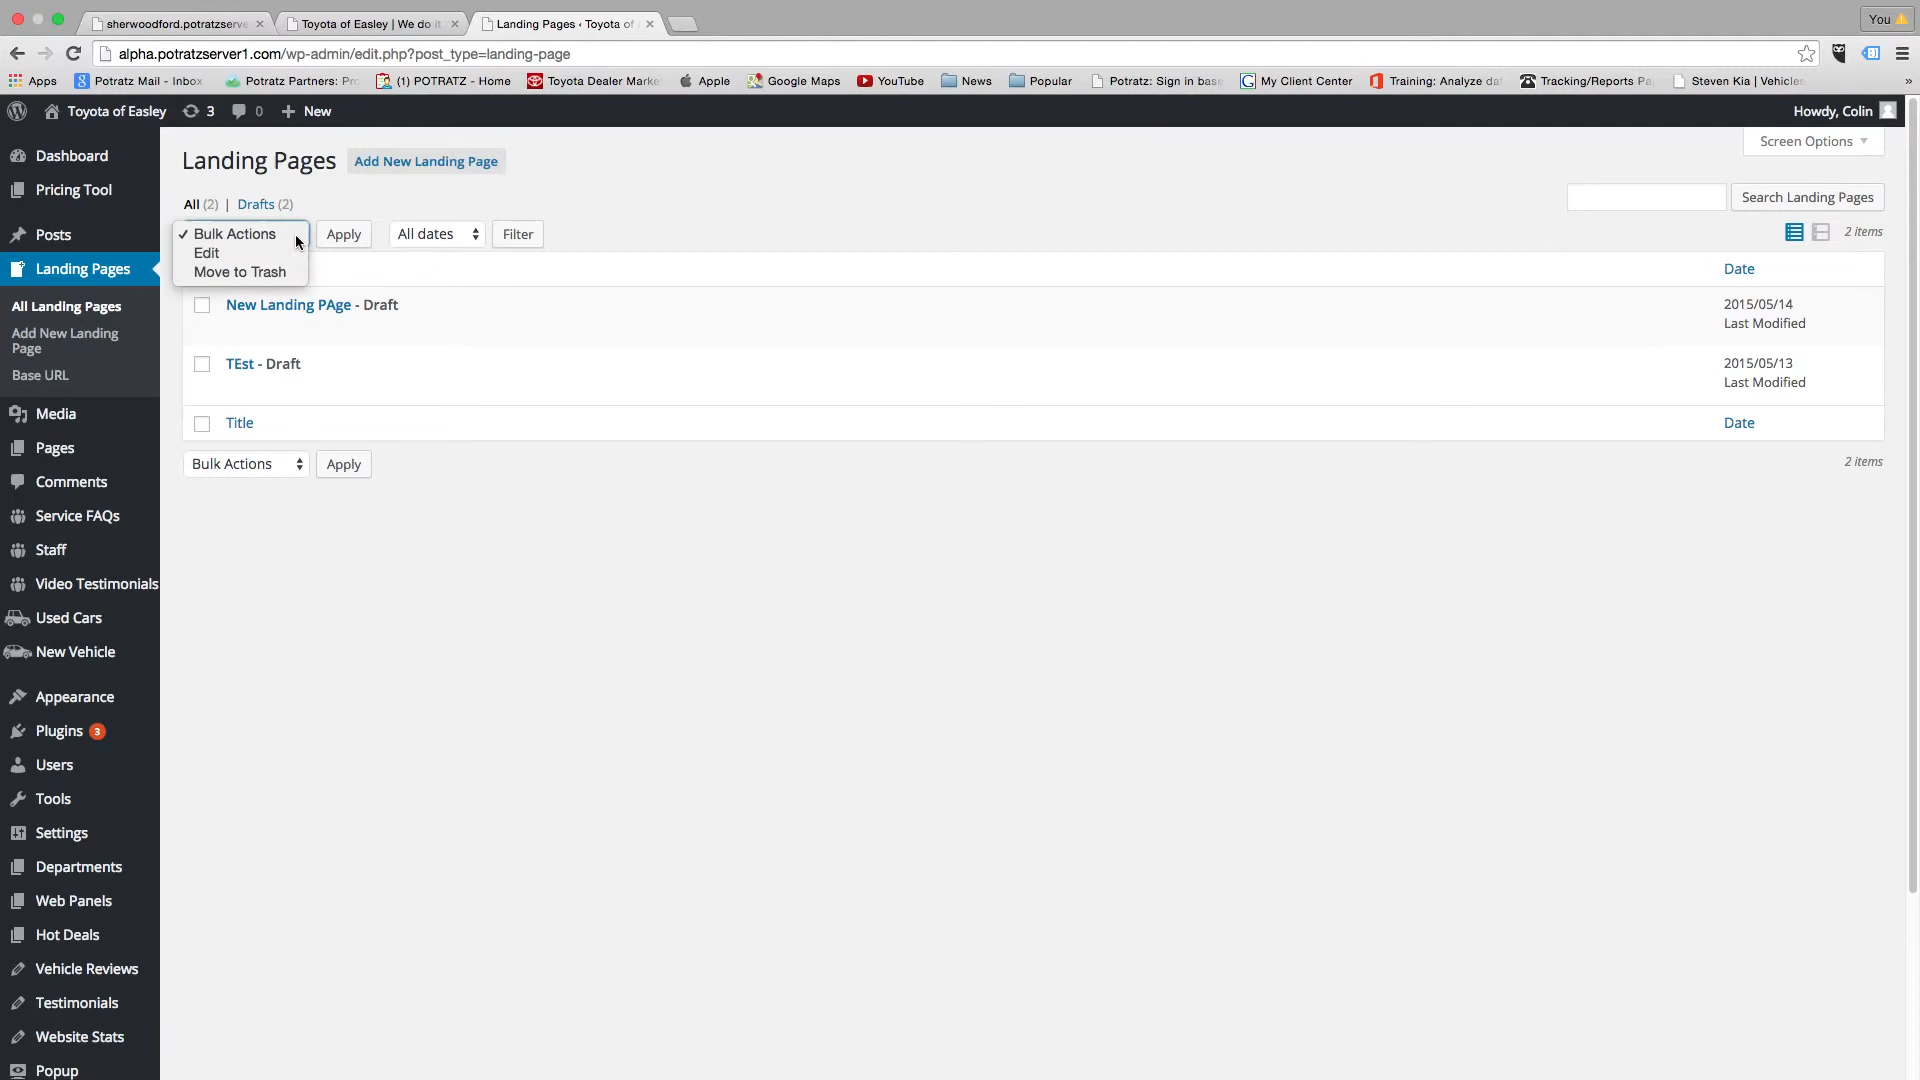 sherwoodford.potratzserve
Toyota of Easley | We do it
Landing Pages ‹ Toyota of
You
alpha.potratzserver1.com/wp-admin/edit.php?post_type=landing-page
Apps
Potratz Mail - Inbox
Potratz Partners: Pro
(1) POTRATZ - Home
Toyota Dealer Marke
Apple
Google Maps
YouTube
News
Popular
Potratz: Sign in base
My Client Center
Training: Analyze dat
Tracking/Reports Pa
Steven Kia | Vehicles
»
Toyota of Easley
3
0
+ New
Howdy, Colin
Dashboard
Pricing Tool
Posts
Landing Pages
All Landing Pages
Add New Landing
Page
Base URL
Media
Pages
Comments
Service FAQs
Staff
Video Testimonials
Used Cars
New Vehicle
Appearance
Plugins 3
Users
Tools
Settings
Departments
Web Panels
Hot Deals
Vehicle Reviews
Testimonials
Website Stats
Popup
Landing Pages
Add New Landing Page
Screen Options
All (2) | Drafts (2)
Search Landing Pages
✓ Bulk Actions
Edit
Move to Trash
Apply
All dates
Filter
2 items
Date
New Landing PAge - Draft
2015/05/14
Last Modified
TEst - Draft
2015/05/13
Last Modified
Title
Date
Bulk Actions
Apply
2 items